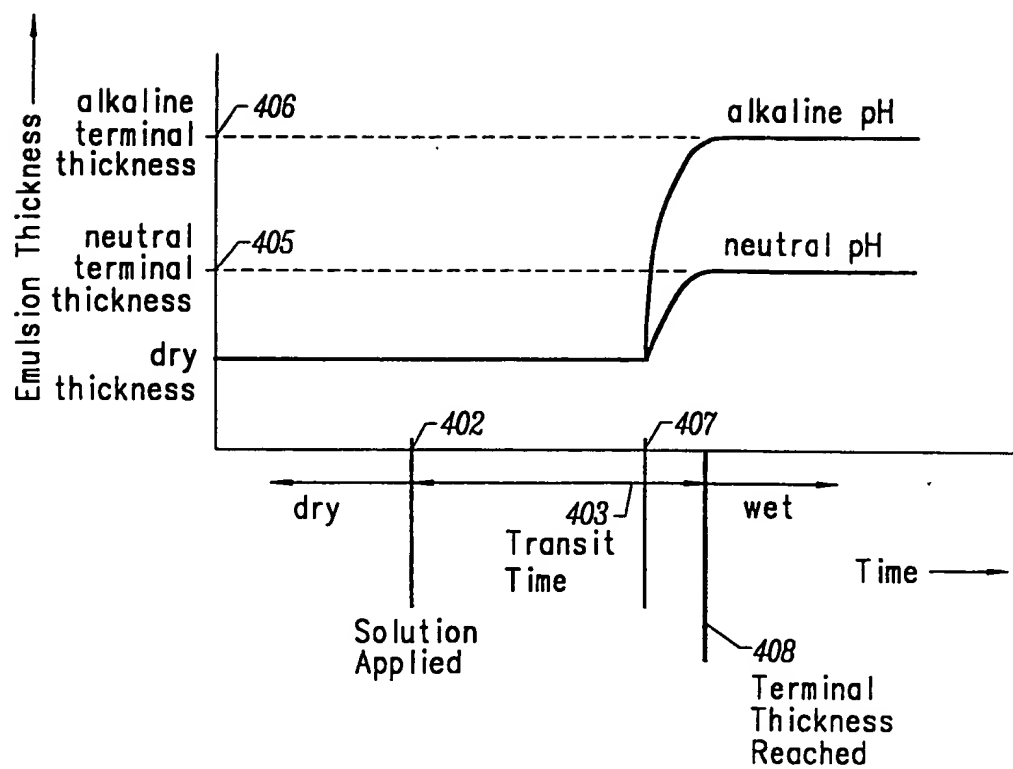 Emulsion Thickness
alkaline
terminal
thickness
406
neutral
terminal
thickness
405
dry
thickness
alkaline pH
neutral pH
402
407
dry
403
wet
Transit
Time
Time
Solution
Applied
408
Terminal
Thickness
Reached